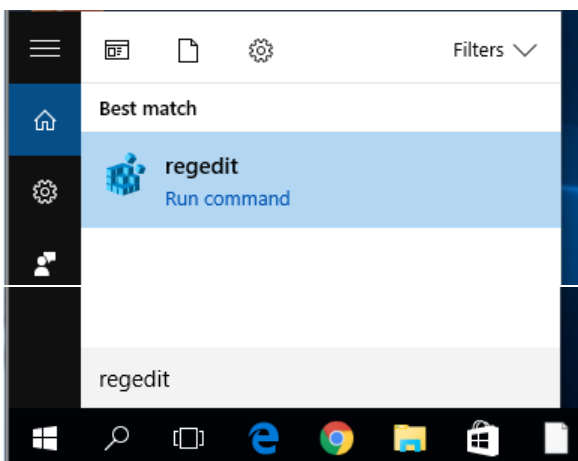 Filters
Best match
regedit
Run command
regedit